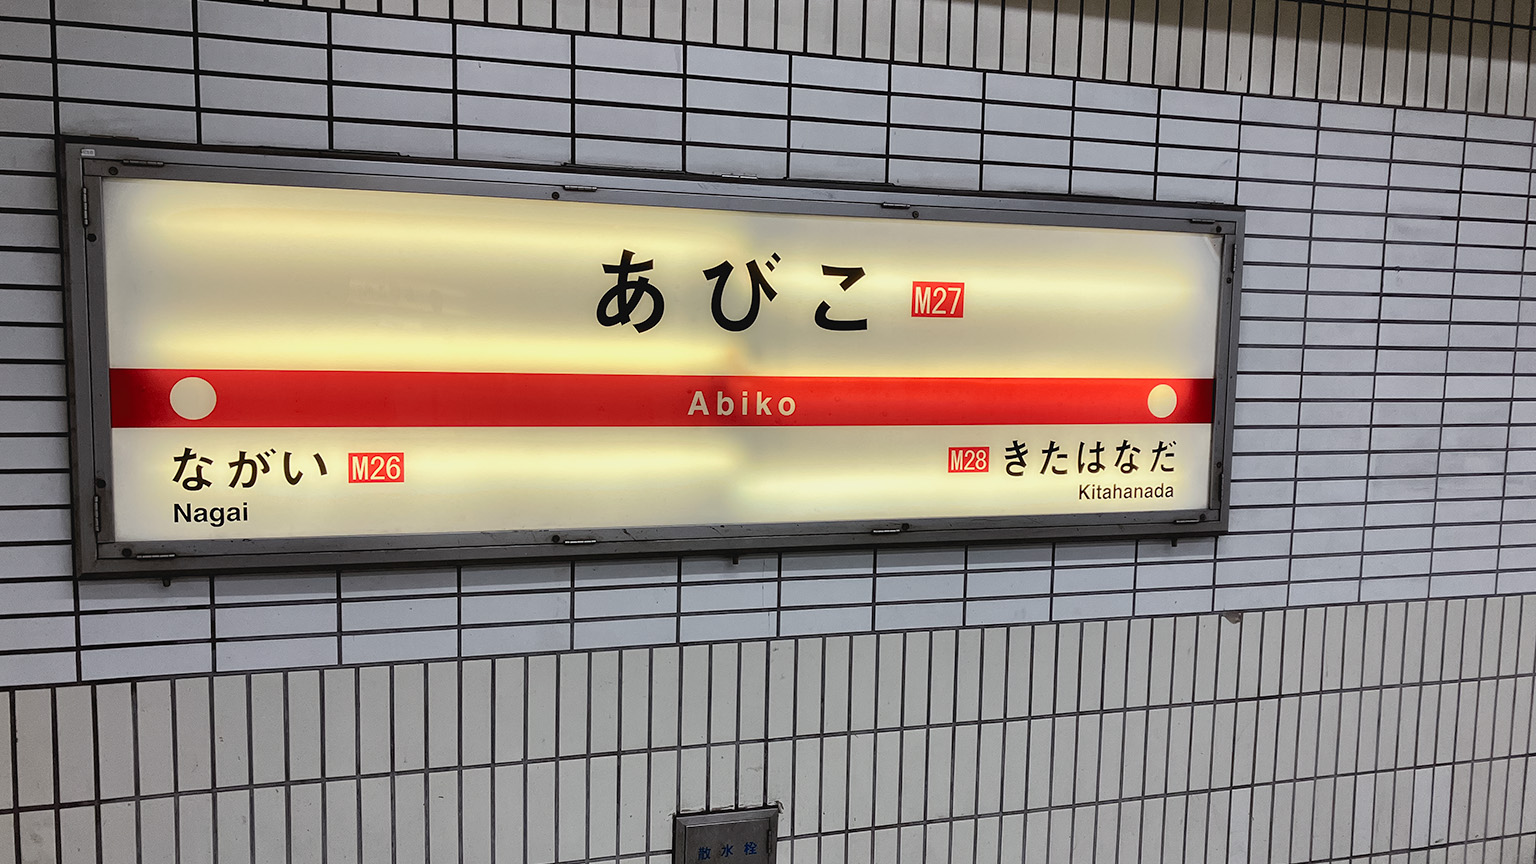 あびこ M27
Abiko
ながい M26
Nagai
M28 きたはなだ
Kitahanada
散水栓